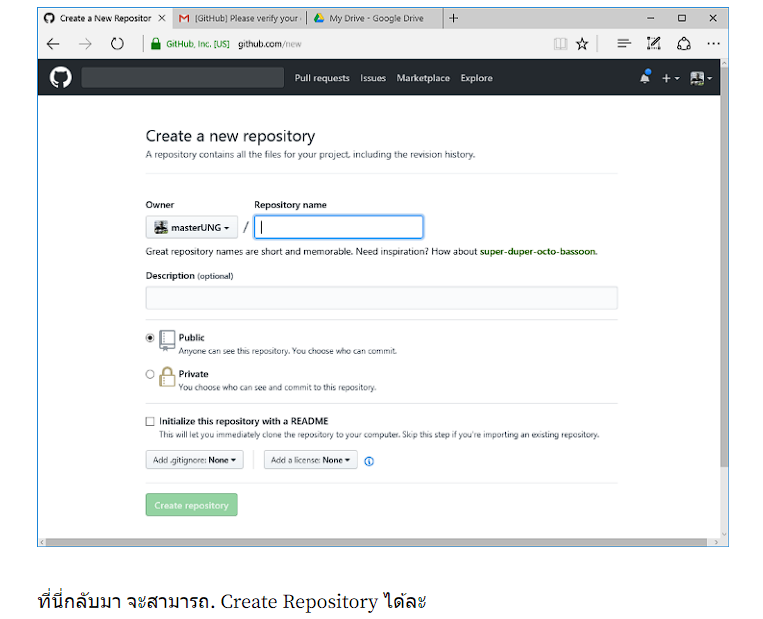 Create a New Repositor
[GitHub] Please verify your
My Drive - Google Drive
GitHub, Inc. [US] github.com/new
Pull requests Issues Marketplace Explore
Create a new repository
A repository contains all the files for your project, including the revision history.
Owner Repository name
masterUNG /
Great repository names are short and memorable. Need inspiration? How about super-duper-octo-bassoon.
Description (optional)
Public
Anyone can see this repository. You choose who can commit.
Private
You choose who can see and commit to this repository.
Initialize this repository with a README
This will let you immediately clone the repository to your computer. Skip this step if you're importing an existing repository.
Add .gitignore: None Add a license: None
Create repository
ที่นี่กลับมา จะสามารถ. Create Repository ได้ละ